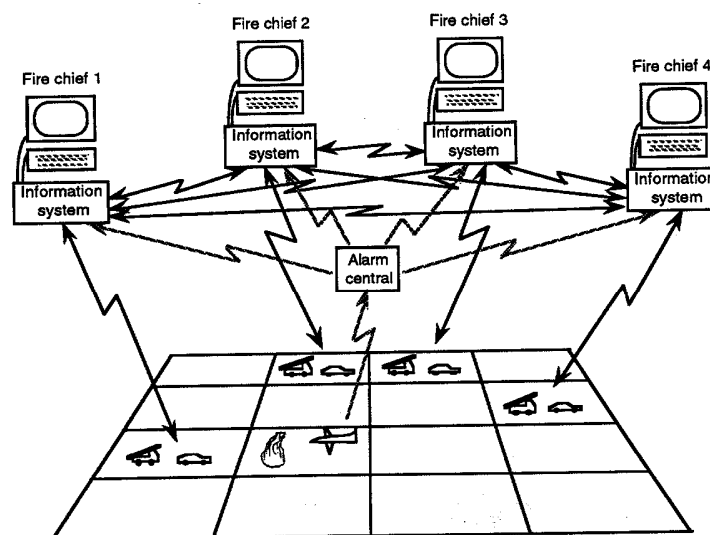 Fire chief 2
Fire chief 3
Fire chief 1
Fire chief 4
Information
system
Information
system
Information
system
Information
system
Alarm
central